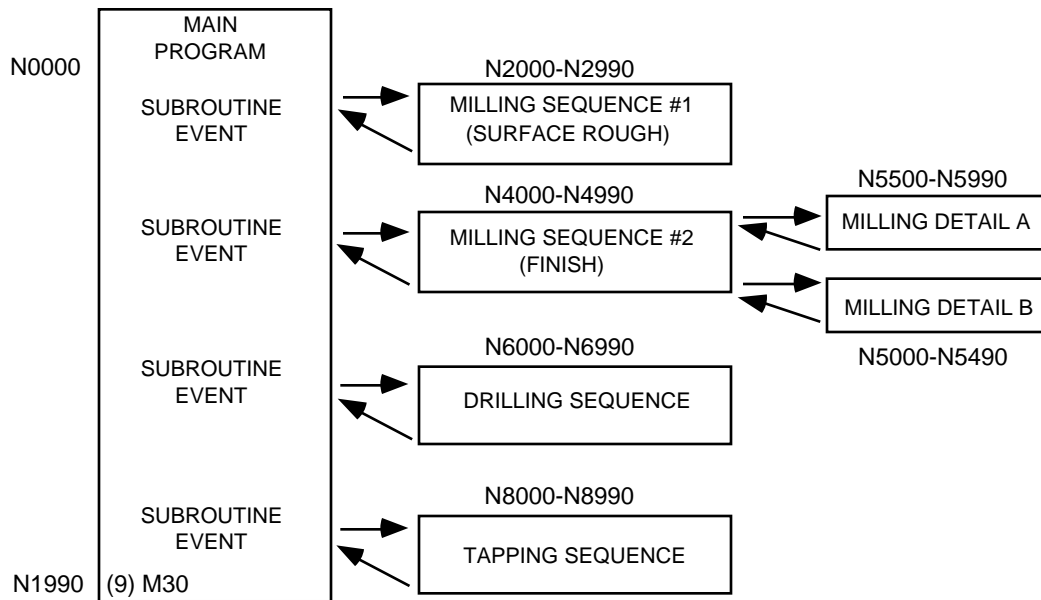 MAIN
PROGRAM
N0000
N2000-N2990
SUBROUTINE
EVENT
MILLING SEQUENCE #1
(SURFACE ROUGH)
N4000-N4990
N5500-N5990
SUBROUTINE
EVENT
MILLING SEQUENCE #2
(FINISH)
MILLING DETAIL A
MILLING DETAIL B
N5000-N5490
N6000-N6990
SUBROUTINE
EVENT
DRILLING SEQUENCE
N8000-N8990
SUBROUTINE
EVENT
TAPPING SEQUENCE
N1990
(9) M30